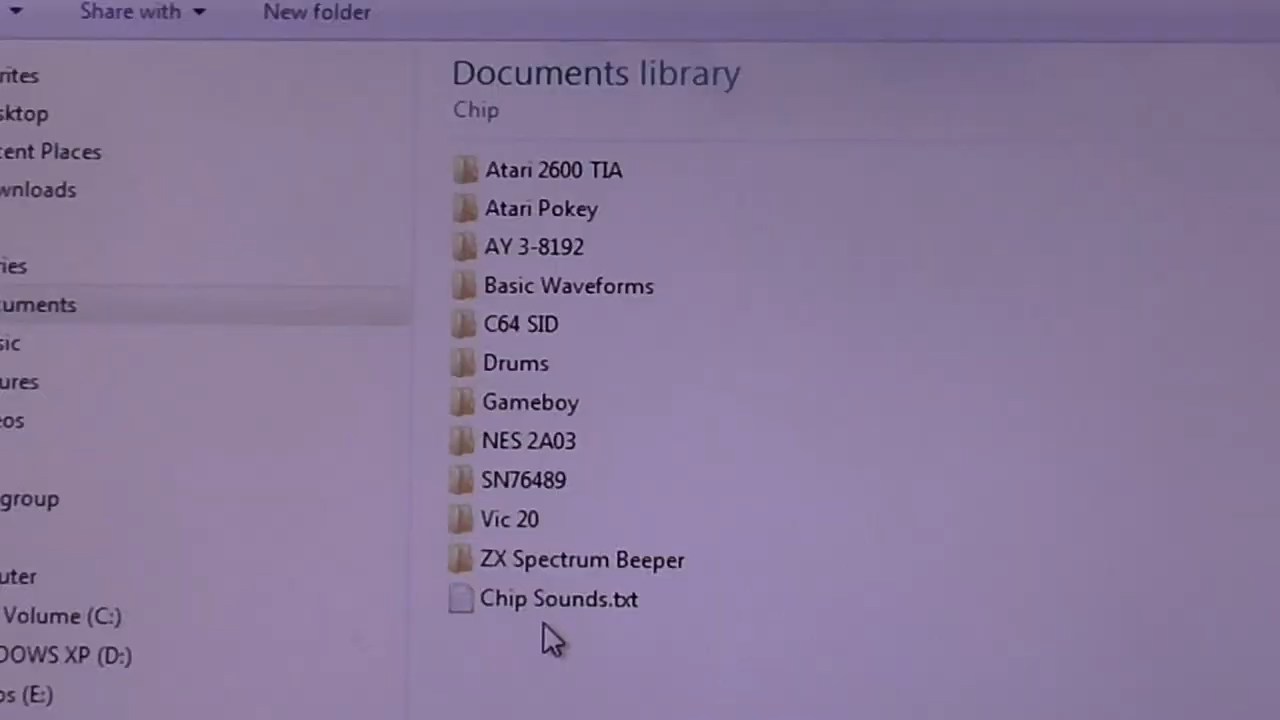 Share with New folder
rites
sktop
cent Places
wnloads
ies
cuments
sic
ures
eos
group
uter
Volume (C:)
DOWS XP (D:)
os (E:)
Documents library
Chip
Atari 2600 TIA
Atari Pokey
AY 3-8192
Basic Waveforms
C64 SID
Drums
Gameboy
NES 2A03
SN76489
Vic 20
ZX Spectrum Beeper
Chip Sounds.txt